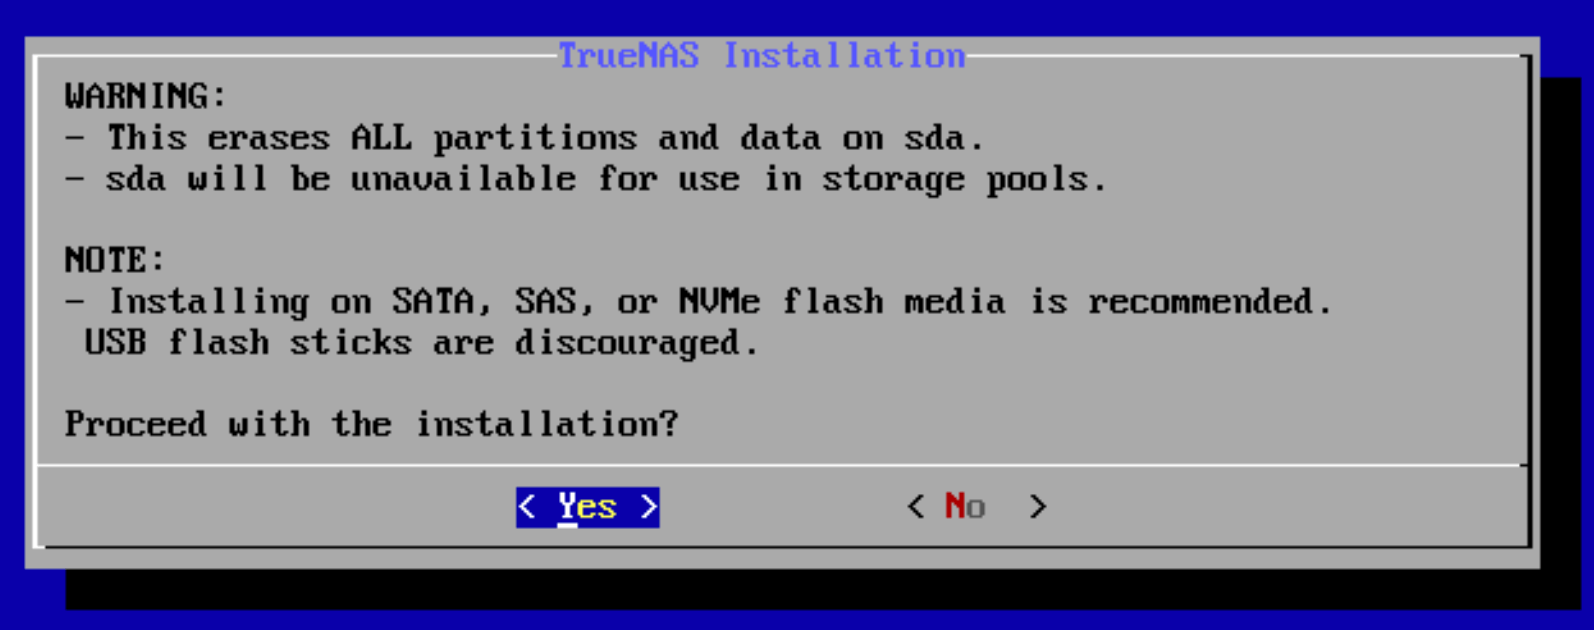 TrueNAS Installation
WARNING:
- This erases ALL partitions and data on sda.
- sda will be unavailable for use in storage pools.
NOTE:
- Installing on SATA, SAS, or NVMe flash media is recommended.
USB flash sticks are discouraged.
Proceed with the installation?
< Yes > < No >